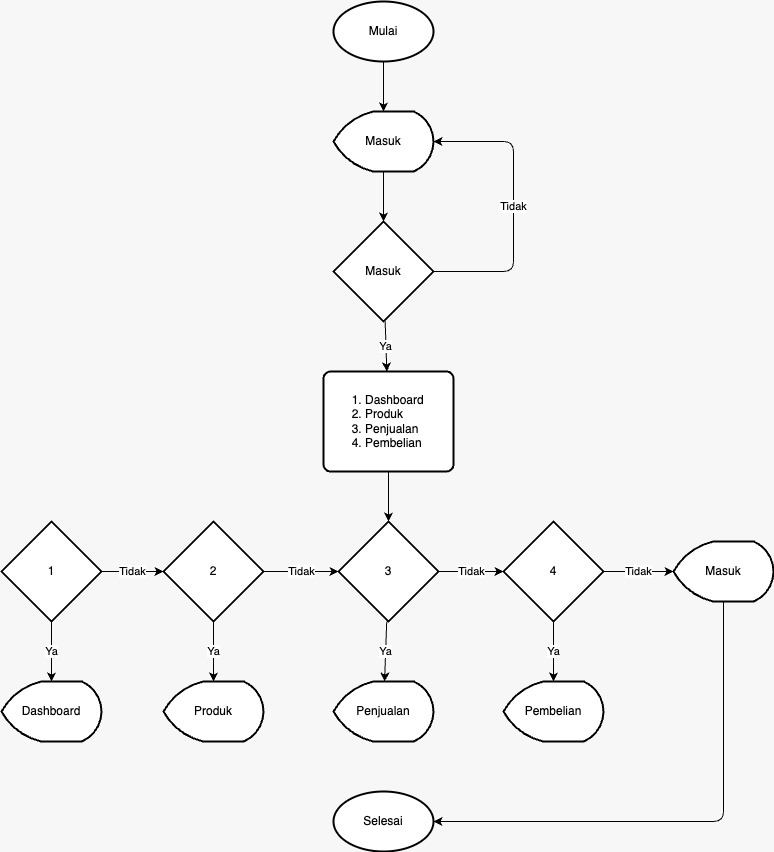 Mulai
Masuk
Tidak
Masuk
Ya
1. Dashboard
2. Produk
3. Penjualan
4. Pembelian
1
Tidak
2
Tidak
3
Tidak
4
Tidak
Masuk
Ya
Ya
Ya
Ya
Dashboard
Produk
Penjualan
Pembelian
Selesai